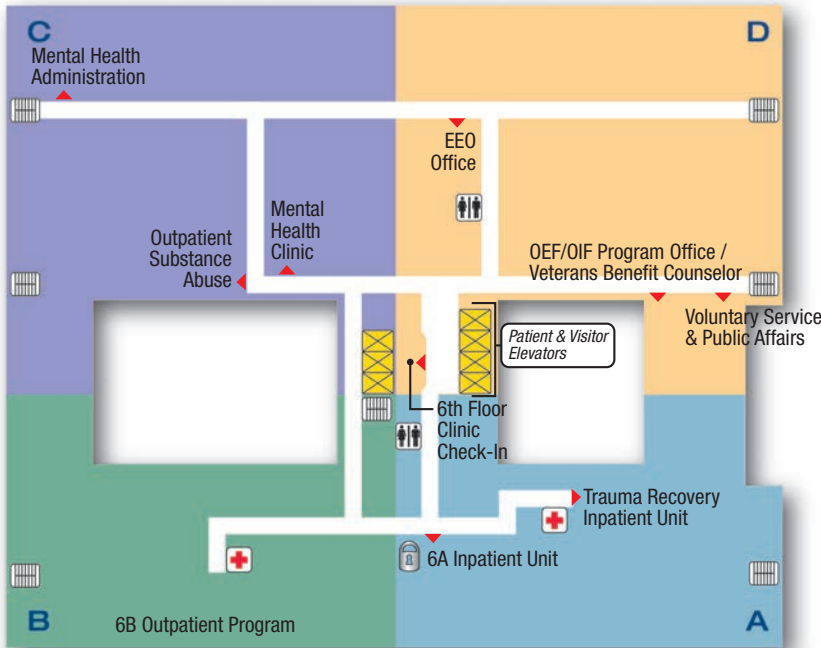 C
D
Mental Health
Administration
EEO
Office
Mental
Health
Clinic
Outpatient
Substance
Abuse
OEF/OIF Program Office /
Veterans Benefit Counselor
Voluntary Service
& Public Affairs
Patient & Visitor
Elevators
6th Floor
Clinic
Check-In
Trauma Recovery
Inpatient Unit
6A Inpatient Unit
B
6B Outpatient Program
A